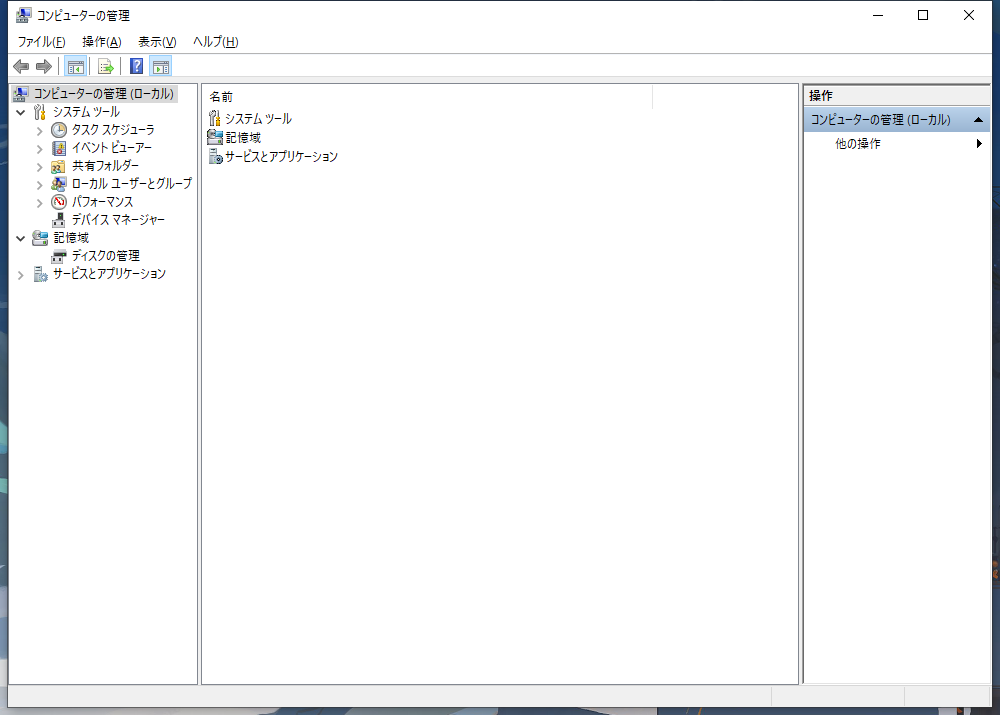 コンピューターの管理
ファイル(F) 操作(A) 表示(V) ヘルプ(H)
コンピューターの管理 (ローカル)
システム ツール
タスク スケジューラ
イベント ビューアー
共有フォルダー
ローカル ユーザーとグループ
パフォーマンス
デバイス マネージャー
記憶域
ディスクの管理
サービスとアプリケーション
名前
システム ツール
記憶域
サービスとアプリケーション
操作
コンピューターの管理 (ローカル)
他の操作